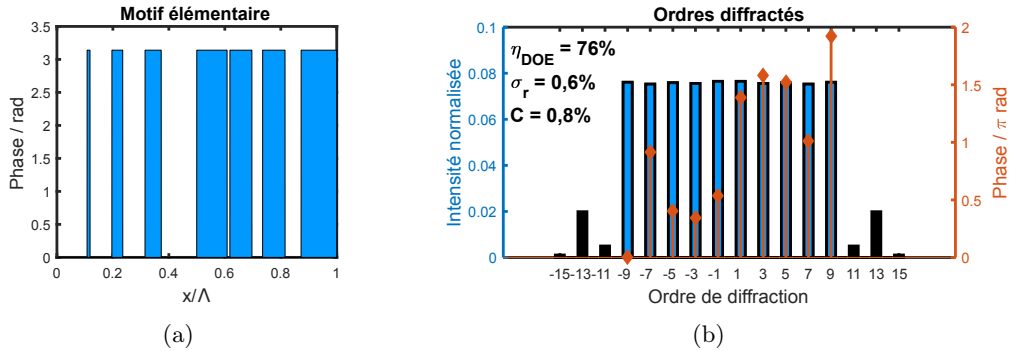 Motif élémentaire
3.5
3
2.5
2
1.5
1
0.5
0
Phase / rad
0 0.2 0.4 0.6 0.8 1
x/Λ
(a)
Ordres diffractés
η_DOE = 76%
σ_r = 0,6%
C = 0,8%
0.1
0.08
0.06
0.04
0.02
0
Intensité normalisée
2
1.5
1
0.5
0
Phase / π rad
-15 -13 -11 -9 -7 -5 -3 -1 1 3 5 7 9 11 13 15
Ordre de diffraction
(b)